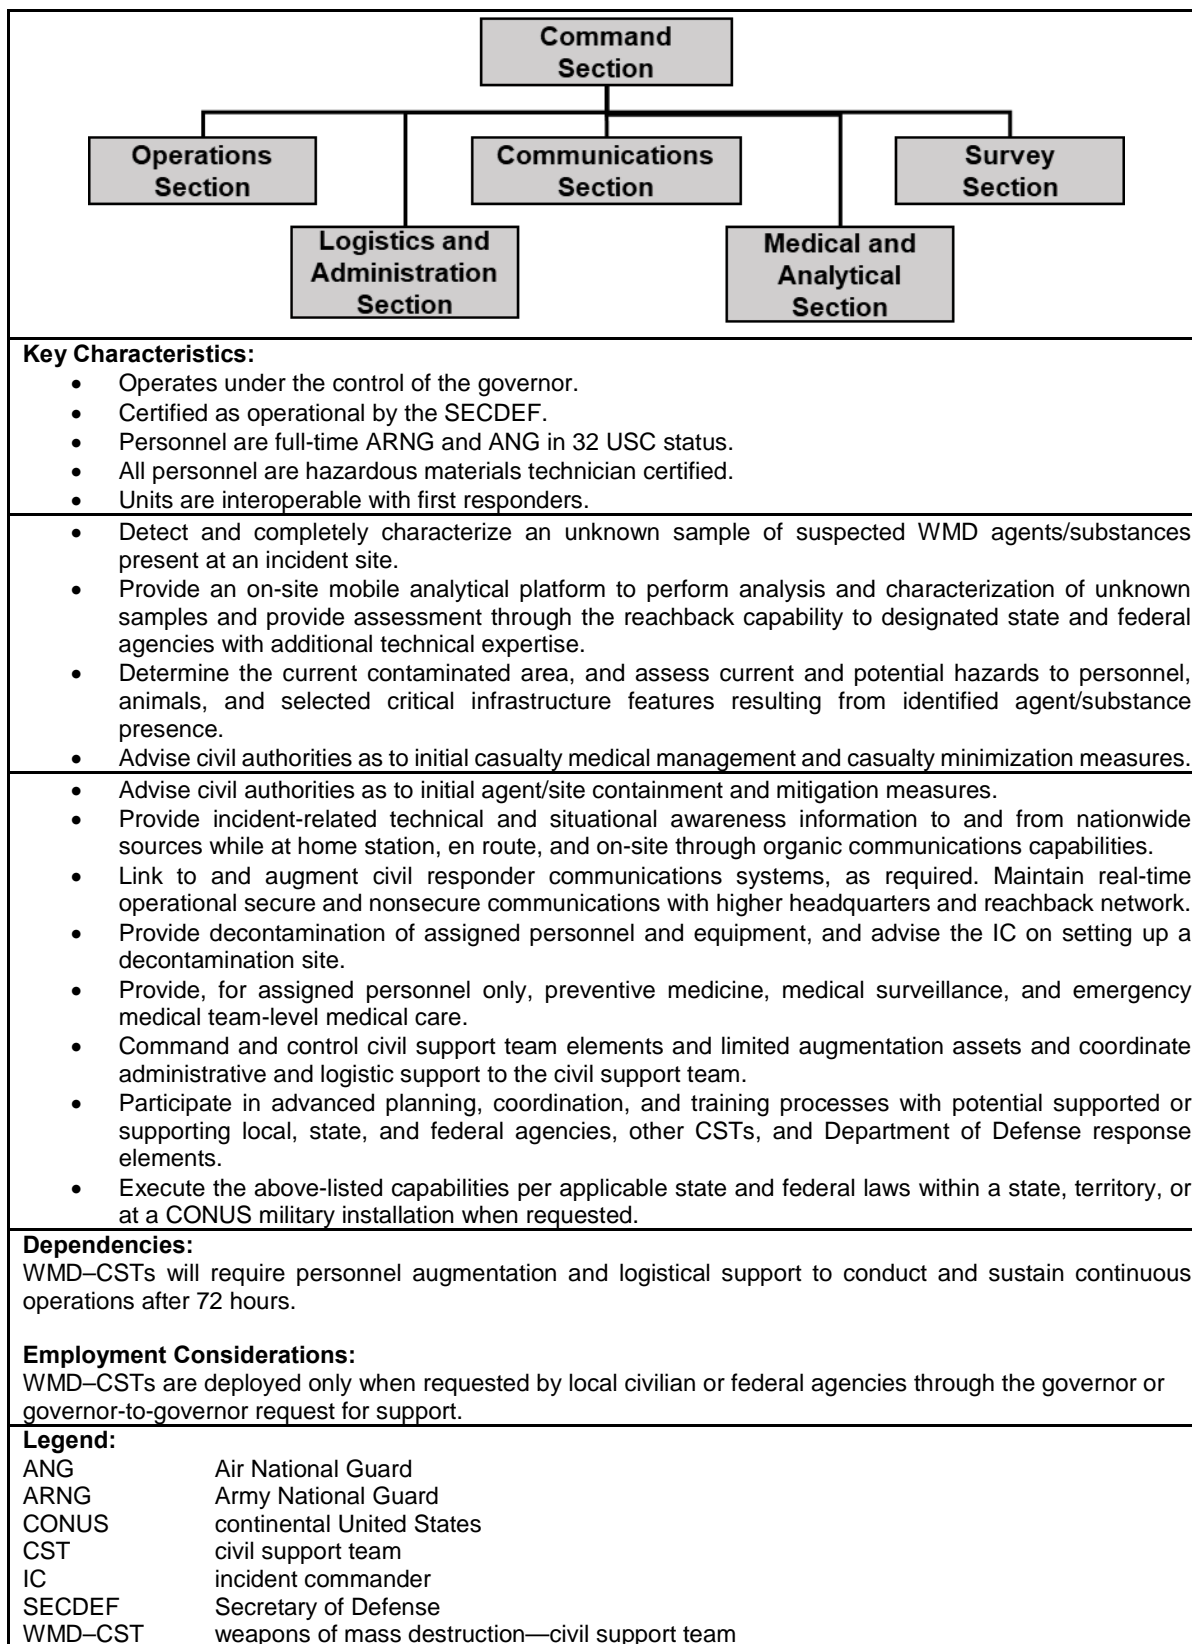 Command
Section
Operations
Section
Communications
Section
Survey
Section
Logistics and
Administration
Section
Medical and
Analytical
Section
Key Characteristics:
• Operates under the control of the governor.
• Certified as operational by the SECDEF.
• Personnel are full-time ARNG and ANG in 32 USC status.
• All personnel are hazardous materials technician certified.
• Units are interoperable with first responders.
• Detect and completely characterize an unknown sample of suspected WMD agents/substances
present at an incident site.
• Provide an on-site mobile analytical platform to perform analysis and characterization of unknown
samples and provide assessment through the reachback capability to designated state and federal
agencies with additional technical expertise.
• Determine the current contaminated area, and assess current and potential hazards to personnel,
animals, and selected critical infrastructure features resulting from identified agent/substance
presence.
• Advise civil authorities as to initial casualty medical management and casualty minimization measures.
• Advise civil authorities as to initial agent/site containment and mitigation measures.
• Provide incident-related technical and situational awareness information to and from nationwide
sources while at home station, en route, and on-site through organic communications capabilities.
• Link to and augment civil responder communications systems, as required. Maintain real-time
operational secure and nonsecure communications with higher headquarters and reachback network.
• Provide decontamination of assigned personnel and equipment, and advise the IC on setting up a
decontamination site.
• Provide, for assigned personnel only, preventive medicine, medical surveillance, and emergency
medical team-level medical care.
• Command and control civil support team elements and limited augmentation assets and coordinate
administrative and logistic support to the civil support team.
• Participate in advanced planning, coordination, and training processes with potential supported or
supporting local, state, and federal agencies, other CSTs, and Department of Defense response
elements.
• Execute the above-listed capabilities per applicable state and federal laws within a state, territory, or
at a CONUS military installation when requested.
Dependencies:
WMD–CSTs will require personnel augmentation and logistical support to conduct and sustain continuous
operations after 72 hours.
Employment Considerations:
WMD–CSTs are deployed only when requested by local civilian or federal agencies through the governor or
governor-to-governor request for support.
Legend:
ANG Air National Guard
ARNG Army National Guard
CONUS continental United States
CST civil support team
IC incident commander
SECDEF Secretary of Defense
WMD–CST weapons of mass destruction—civil support team